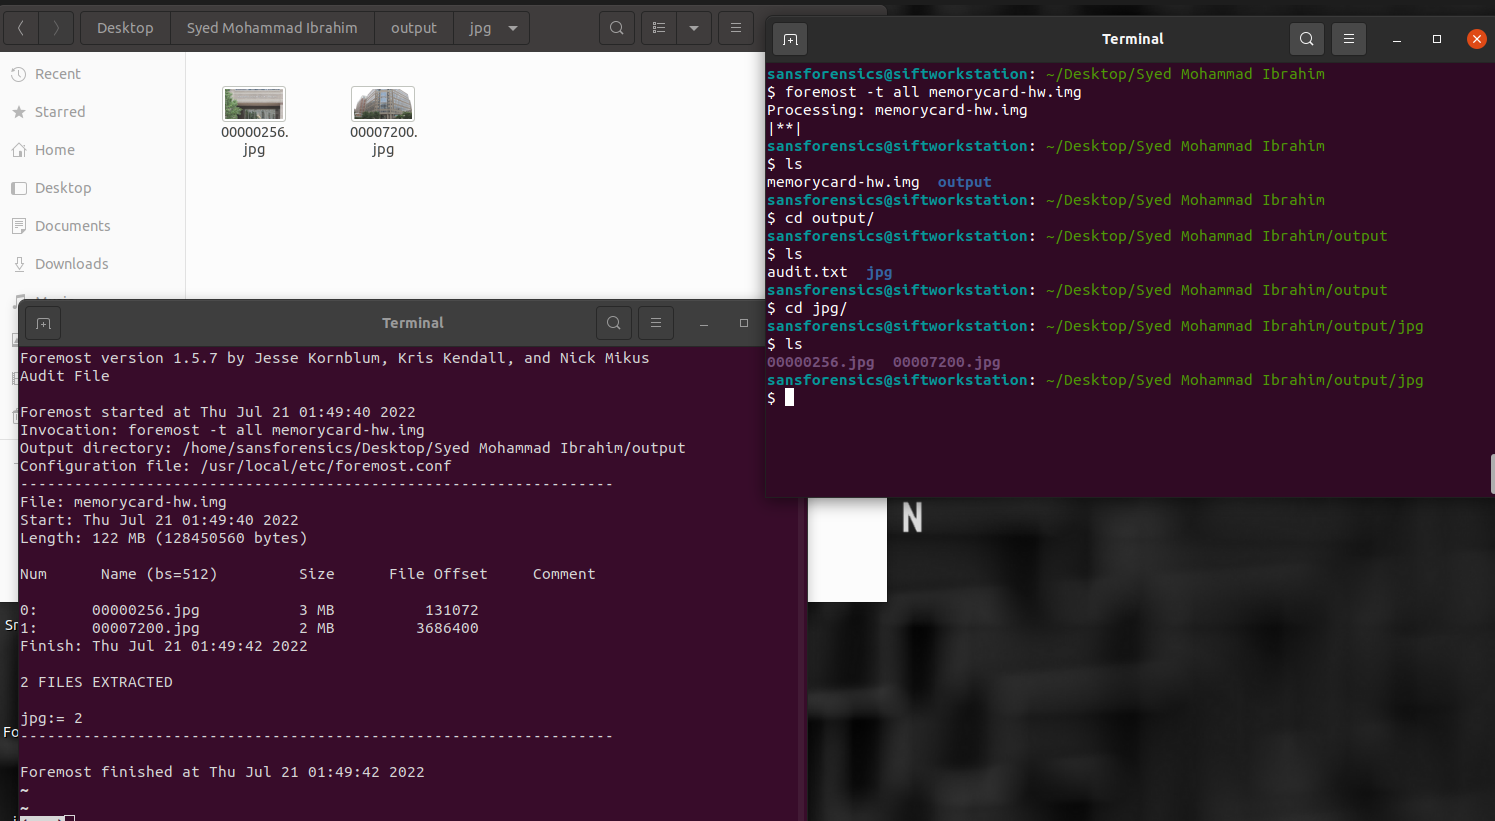 Desktop Syed Mohammad Ibrahim output jpg
Recent
Starred
Home
Desktop
Documents
Downloads
00000256.
jpg
00007200.
jpg
Terminal
Foremost version 1.5.7 by Jesse Kornblum, Kris Kendall, and Nick Mikus
Audit File
Foremost started at Thu Jul 21 01:49:40 2022
Invocation: foremost -t all memorycard-hw.img
Output directory: /home/sansforensics/Desktop/Syed Mohammad Ibrahim/output
Configuration file: /usr/local/etc/foremost.conf
------------------------------------------------------------------
File: memorycard-hw.img
Start: Thu Jul 21 01:49:40 2022
Length: 122 MB (128450560 bytes)
Num Name (bs=512) Size File Offset Comment
0: 00000256.jpg 3 MB 131072
1: 00007200.jpg 2 MB 3686400
Finish: Thu Jul 21 01:49:42 2022
2 FILES EXTRACTED
jpg:= 2
------------------------------------------------------------------
Foremost finished at Thu Jul 21 01:49:42 2022
~
~
Terminal
sansforensics@siftworkstation: ~/Desktop/Syed Mohammad Ibrahim
$ foremost -t all memorycard-hw.img
Processing: memorycard-hw.img
|**|
sansforensics@siftworkstation: ~/Desktop/Syed Mohammad Ibrahim
$ ls
memorycard-hw.img output
sansforensics@siftworkstation: ~/Desktop/Syed Mohammad Ibrahim
$ cd output/
sansforensics@siftworkstation: ~/Desktop/Syed Mohammad Ibrahim/output
$ ls
audit.txt jpg
sansforensics@siftworkstation: ~/Desktop/Syed Mohammad Ibrahim/output
$ cd jpg/
sansforensics@siftworkstation: ~/Desktop/Syed Mohammad Ibrahim/output/jpg
$ ls
00000256.jpg 00007200.jpg
sansforensics@siftworkstation: ~/Desktop/Syed Mohammad Ibrahim/output/jpg
$
N